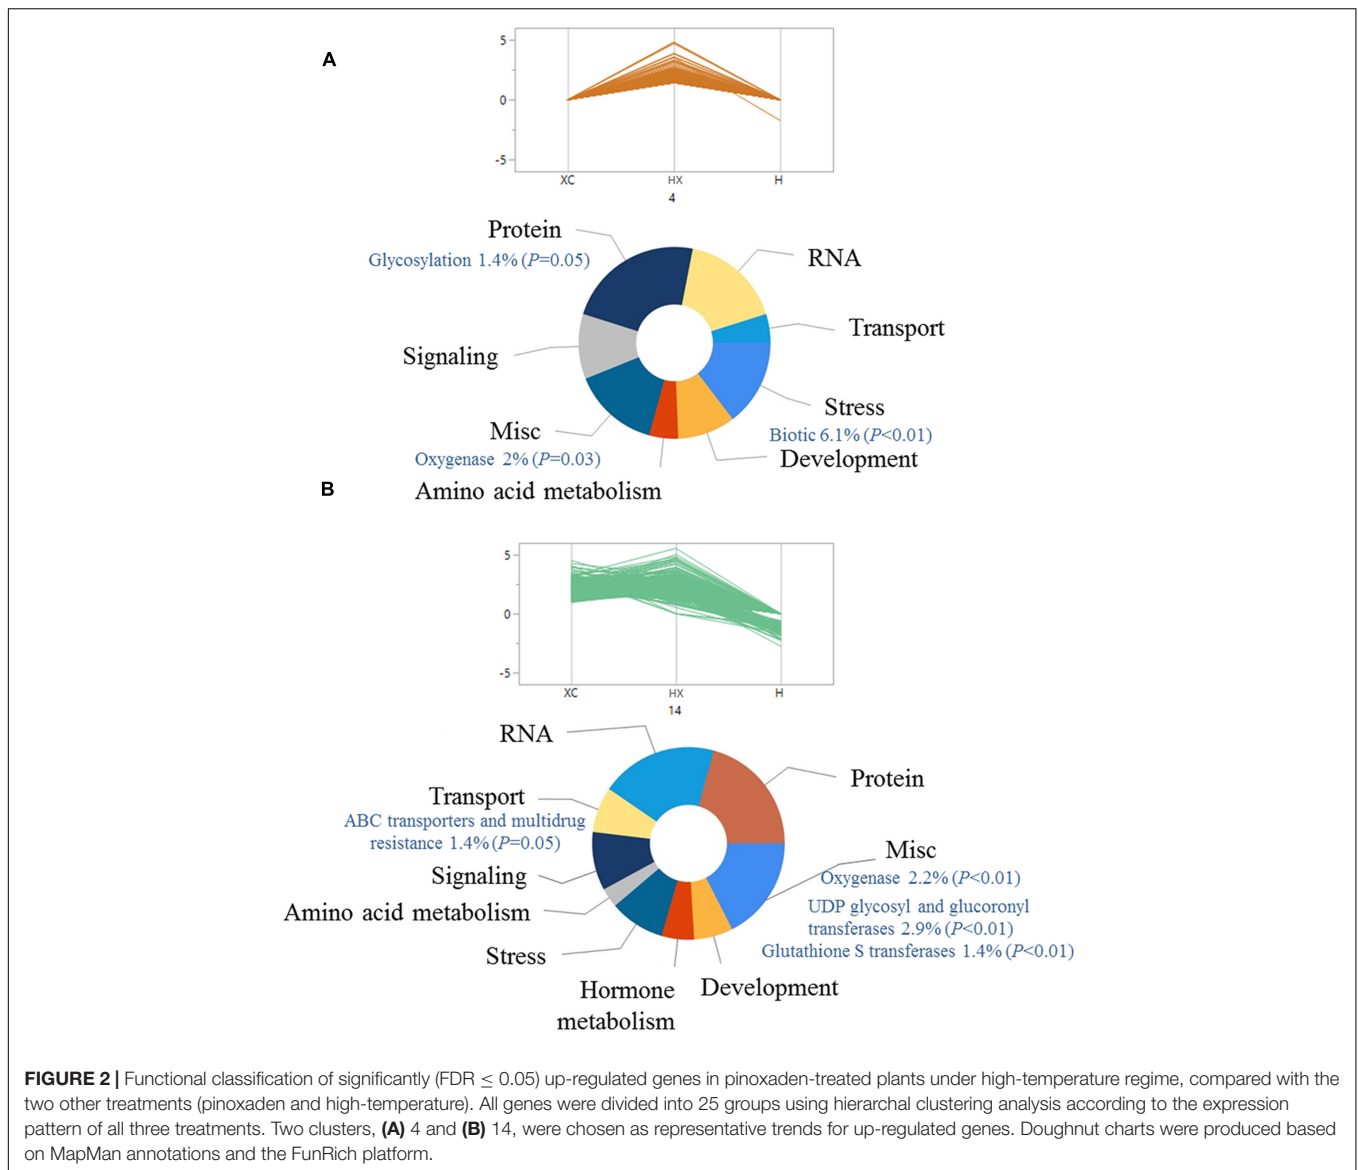 A
5
0
-5
XC HX H
4
Protein
Glycosylation 1.4% (P=0.05)
RNA
Transport
Signaling
Stress
Biotic 6.1% (P<0.01)
Misc
Oxygenase 2% (P=0.03)
Development
Amino acid metabolism
B
5
0
-5
XC HX H
14
RNA
Protein
Transport
ABC transporters and multidrug
resistance 1.4% (P=0.05)
Misc
Oxygenase 2.2% (P<0.01)
UDP glycosyl and glucoronyl
transferases 2.9% (P<0.01)
Glutathione S transferases 1.4% (P<0.01)
Signaling
Amino acid metabolism
Stress
Hormone
metabolism
Development
FIGURE 2 | Functional classification of significantly (FDR ≤ 0.05) up-regulated genes in pinoxaden-treated plants under high-temperature regime, compared with the
two other treatments (pinoxaden and high-temperature). All genes were divided into 25 groups using hierarchal clustering analysis according to the expression
pattern of all three treatments. Two clusters, (A) 4 and (B) 14, were chosen as representative trends for up-regulated genes. Doughnut charts were produced based
on MapMan annotations and the FunRich platform.